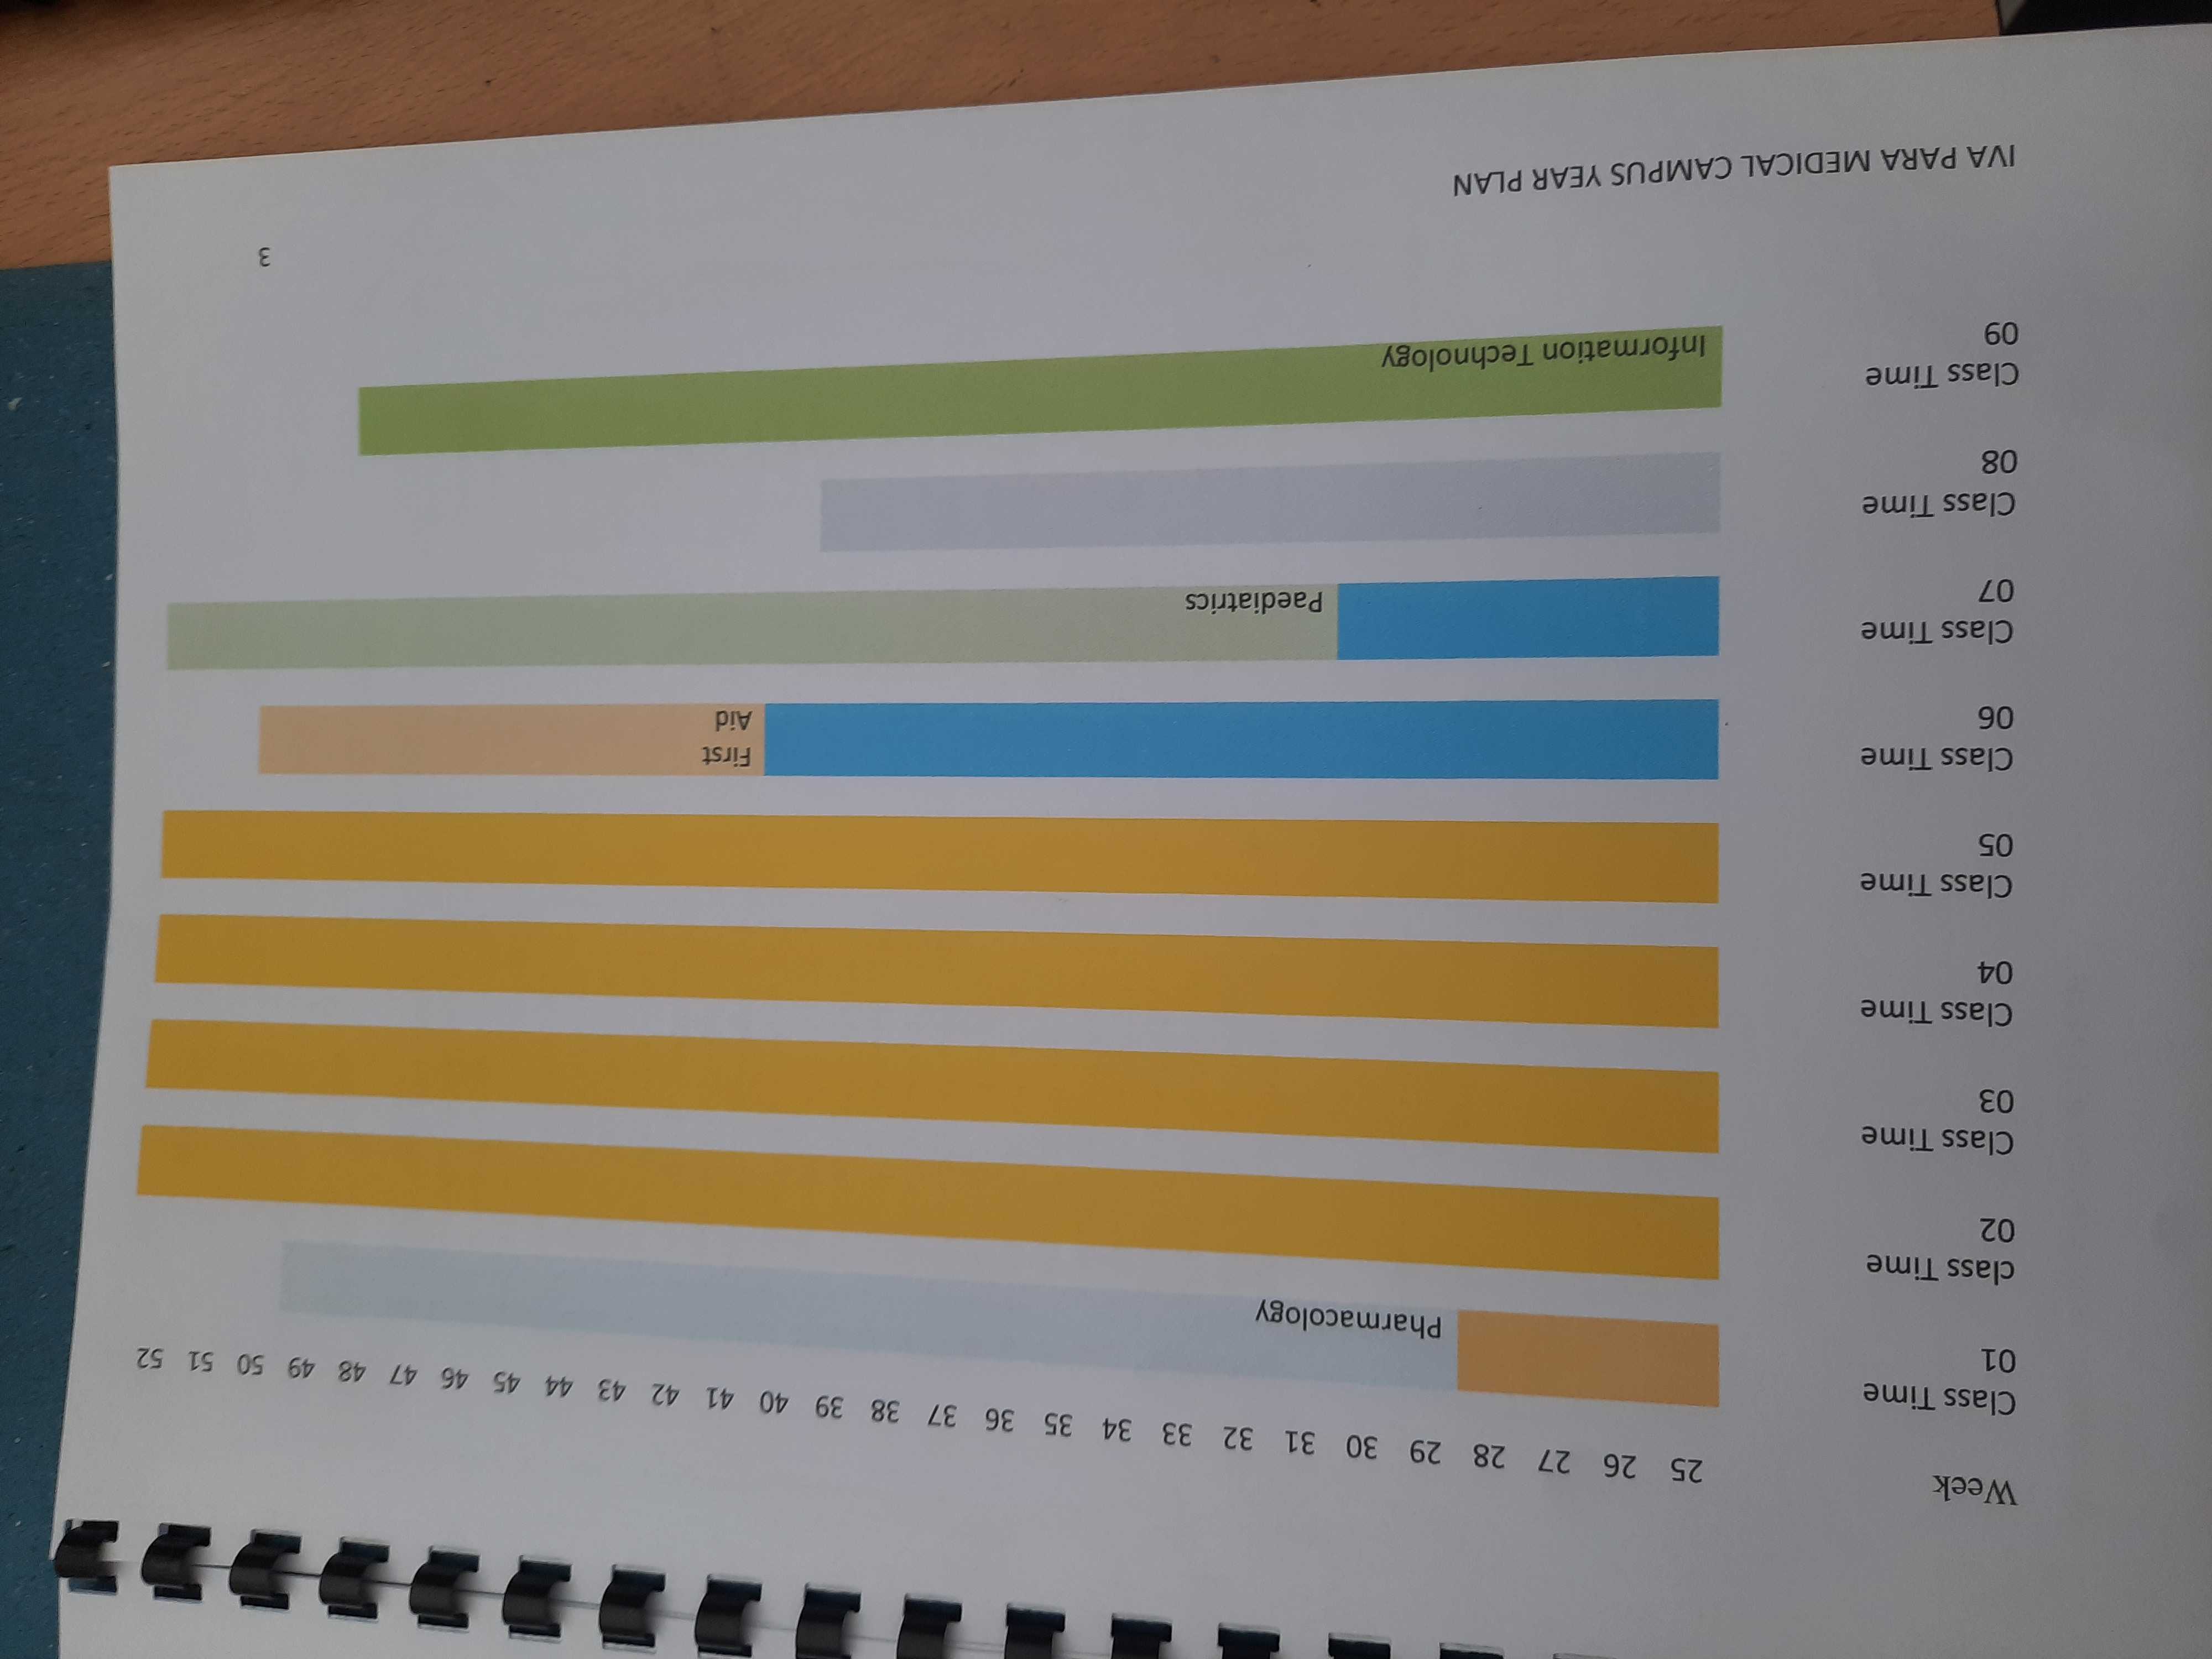 Week 25 26 27 28 29 30 31 32 33 34 35 36 37 38 39 40 41 42 43 44 45 46 47 48 49 50 51 52
Class Time
01
Pharmacology
class Time
02
Class Time
03
Class Time
04
Class Time
05
Class Time
06
First
Aid
Class Time
07
Paediatrics
Class Time
08
Class Time
09
Information Technology
3
IVA PARA MEDICAL CAMPUS YEAR PLAN